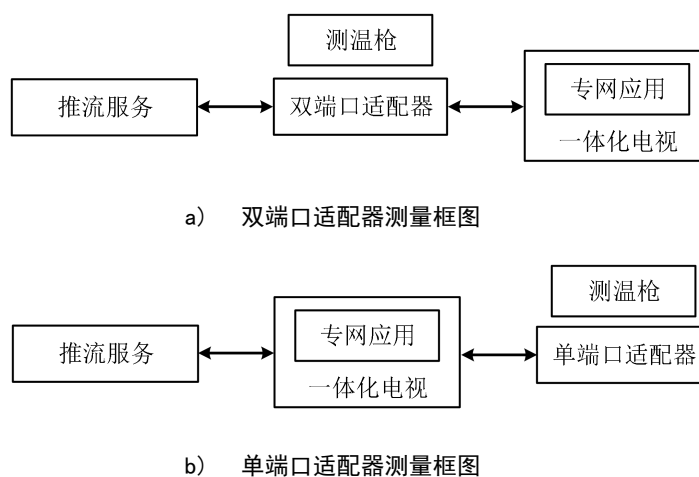 测温枪
推流服务
双端口适配器
专网应用
一体化电视
a) 双端口适配器测量框图
测温枪
推流服务
专网应用
一体化电视
单端口适配器
b) 单端口适配器测量框图